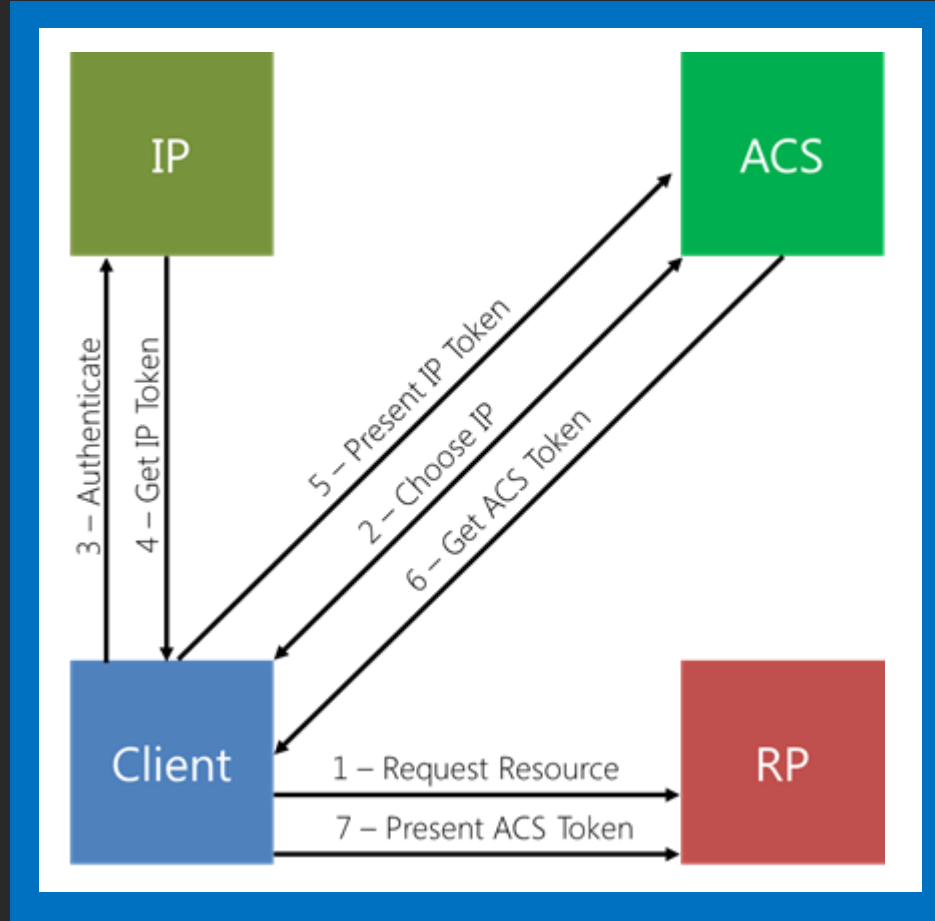 IP
ACS
3 – Authenticate
4 – Get IP Token
5 – Present IP Token
2 – Choose IP
6 – Get ACS Token
Client
1 – Request Resource
7 – Present ACS Token
RP